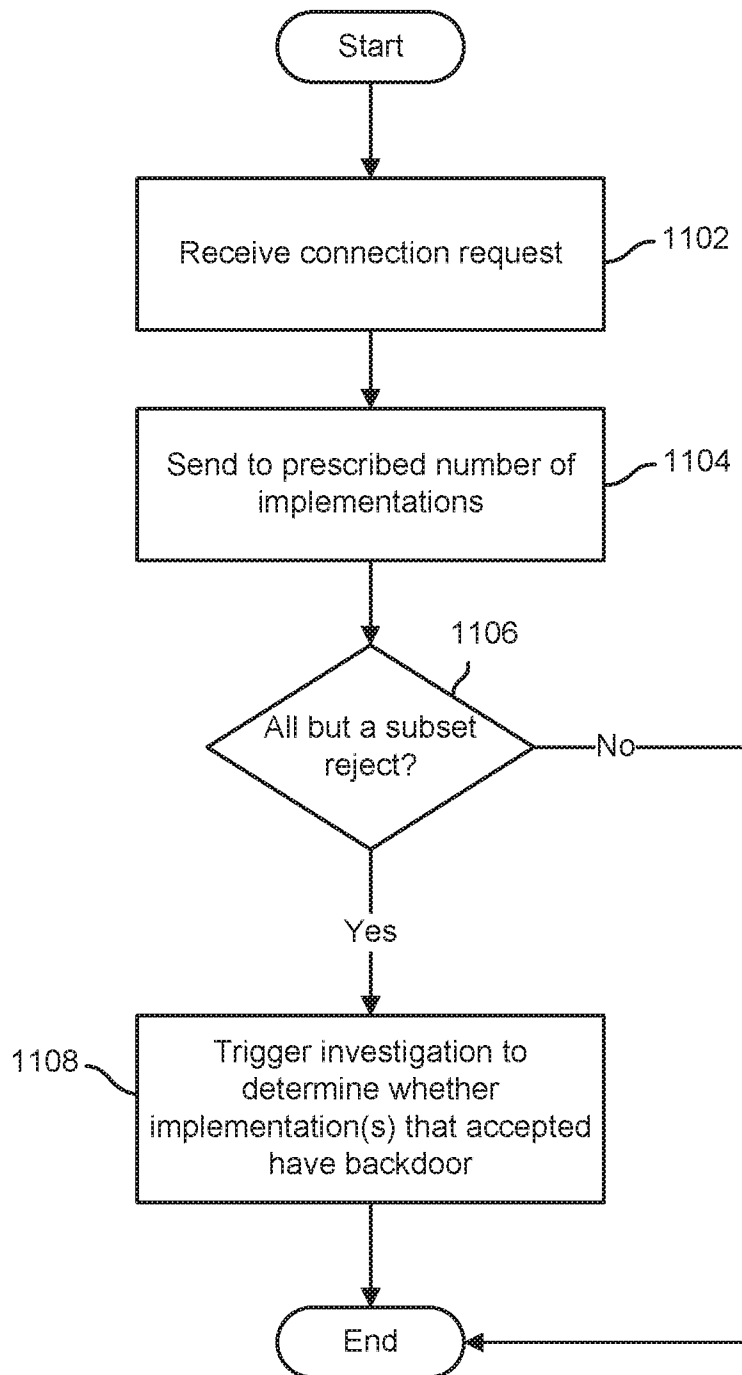 Start
Receive connection request
1102
Send to prescribed number of
implementations
1104
1106
All but a subset
reject?
No
Yes
1108
Trigger investigation to
determine whether
implementation(s) that accepted
have backdoor
End